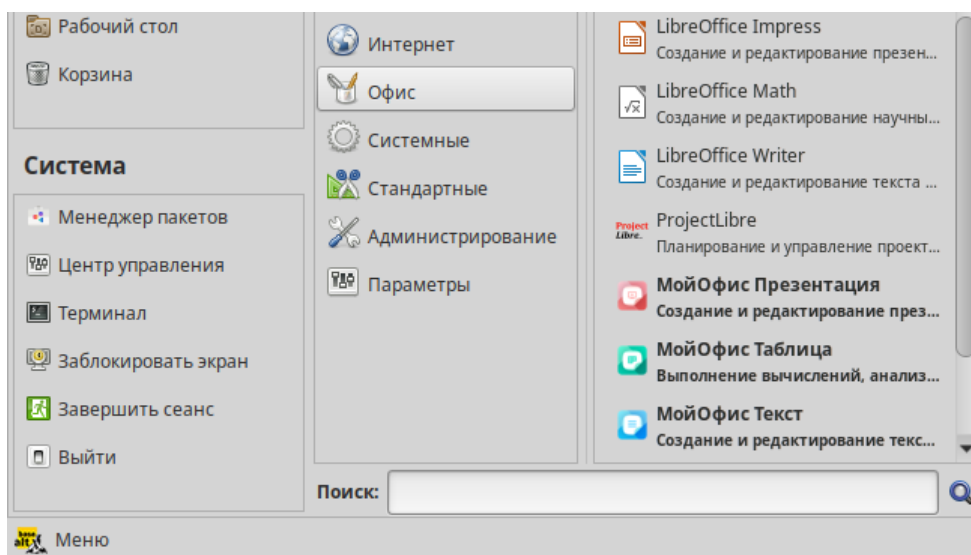 Рабочий стол
Корзина
Система
Менеджер пакетов
Центр управления
Терминал
Заблокировать экран
Завершить сеанс
Выйти
Интернет
Офис
Системные
Стандартные
Администрирование
Параметры
LibreOffice Impress
Создание и редактирование презен...
LibreOffice Math
Создание и редактирование научны...
LibreOffice Writer
Создание и редактирование текста ...
Project
Libre.
ProjectLibre
Планирование и управление проект...
МойОфис Презентация
Создание и редактирование през...
МойОфис Таблица
Выполнение вычислений, анализ...
МойОфис Текст
Создание и редактирование текс...
Поиск:
base
alt
Меню